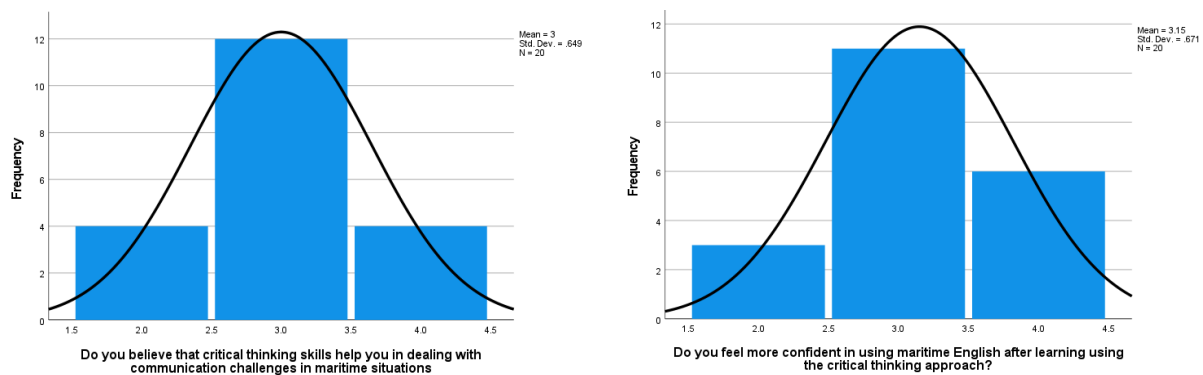 Mean = 3
Std. Dev. = .649
N = 20
12
10
8
6
4
2
0
Frequency
1.5 2.0 2.5 3.0 3.5 4.0 4.5
Do you believe that critical thinking skills help you in dealing with
communication challenges in maritime situations
Mean = 3.15
Std. Dev. = .671
N = 20
12
10
8
6
4
2
0
Frequency
1.5 2.0 2.5 3.0 3.5 4.0 4.5
Do you feel more confident in using maritime English after learning using
the critical thinking approach?